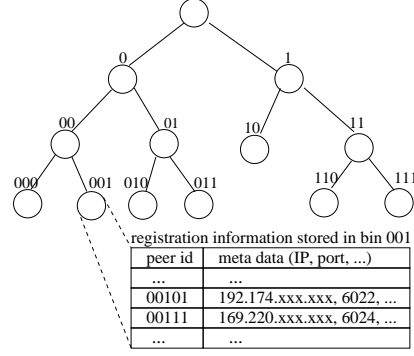 0 1
00 01 10 11
000 001 010 011 110 111
registration information stored in bin 001
peer id meta data (IP, port, ...)
... ...
00101 192.174.xxx.xxx, 6022, ...
00111 169.220.xxx.xxx, 6024, ...
... ...